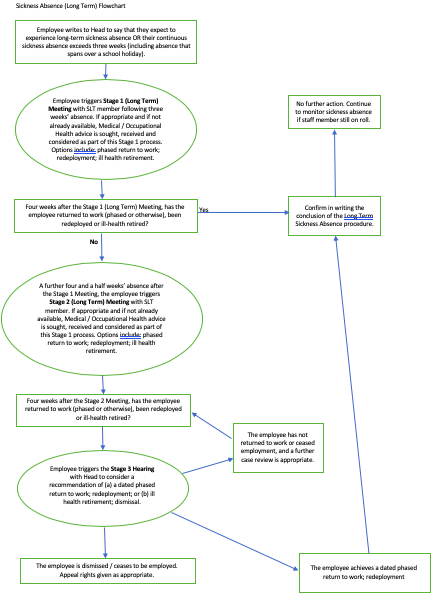 Sickness Absence (Long Term) Flowchart
Employee writes to Head to say that they expect to
experience long-term sickness absence OR their continuous
sickness absence exceeds three weeks (including absence that
spans over a school holiday).
Employee triggers Stage 1 (Long Term)
Meeting with SLT member following three
weeks' absence. If appropriate and if not
already available, Medical / Occupational
Health advice is sought, received and
considered as part of this Stage 1 process.
Options include: phased return to work;
redeployment; ill health retirement.
No further action. Continue
to monitor sickness absence
if staff member still on roll.
Four weeks after the Stage 1 (Long Term) Meeting, has the
employee returned to work (phased or otherwise), been
redeployed or ill-health retired?
Yes
Confirm in writing the
conclusion of the Long Term
Sickness Absence procedure.
No
A further four and a half weeks' absence after
the Stage 1 Meeting, the employee triggers
Stage 2 (Long Term) Meeting with SLT
member. If appropriate and if not already
available, Medical / Occupational Health advice
is sought, received and considered as part of
this Stage 1 process. Options include: phased
return to work; redeployment; ill health
retirement.
Four weeks after the Stage 2 Meeting, has the employee
returned to work (phased or otherwise), been redeployed
or ill-health retired?
The employee has not
returned to work or ceased
employment, and a further
case review is appropriate.
Employee triggers the Stage 3 Hearing
with Head to consider a
recommendation of (a) a dated phased
return to work; redeployment; or (b) ill
health retirement; dismissal.
The employee is dismissed / ceases to be employed.
Appeal rights given as appropriate.
The employee achieves a dated phased
return to work; redeployment